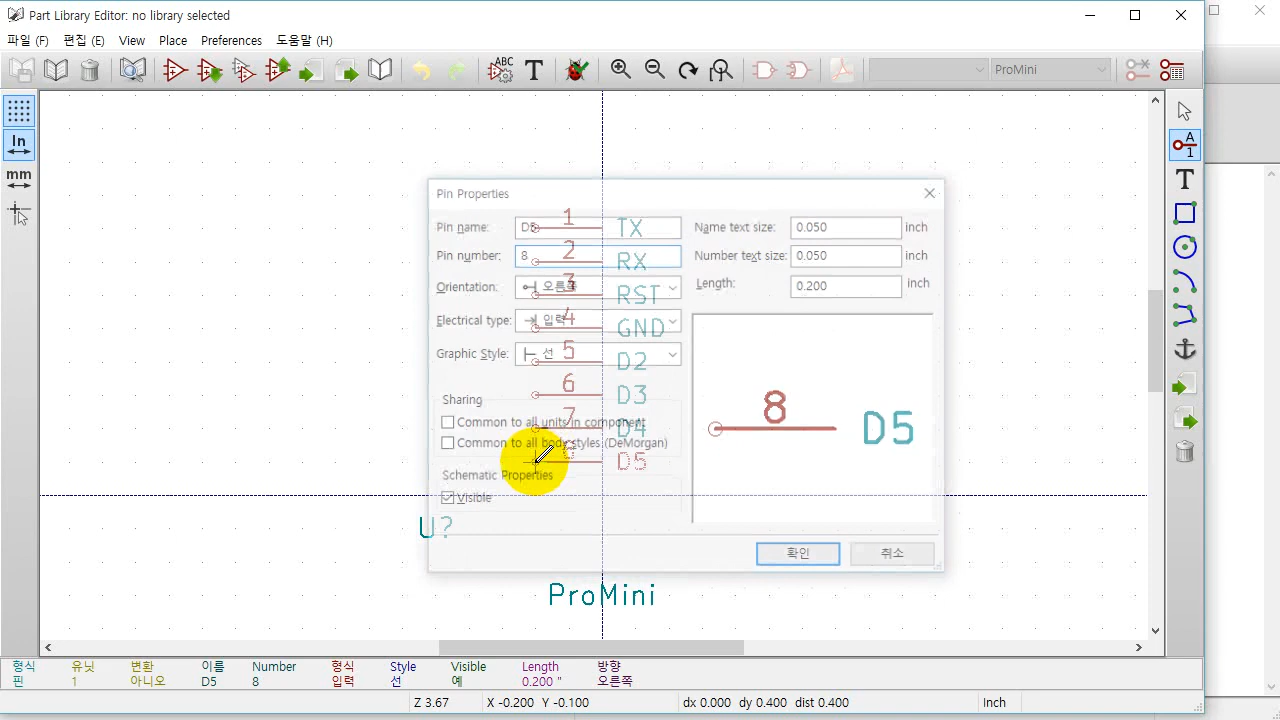 Part Library Editor: no library selected
파일 (F) 편집 (E) View Place Preferences 도움말 (H)
ABC T ProMini
In
mm
A
1
T
Pin Properties
Pin name: D5 Name text size: 0.050 inch
Pin number: 8 Number text size: 0.050 inch
Orientation: 오른쪽 Length: 0.200 inch
Electrical type: 입력
Graphic Style: 선
Sharing
Common to all units in component
Common to all body styles (DeMorgan)
Schematic Properties
Visible
확인 취소
8 D5
1 TX
2 RX
3 RST
4 GND
5 D2
6 D3
7 D4
8 D5
U?
ProMini
형식 유닛 변환 이름 Number 형식 Style Visible Length 방향
핀 1 아니오 D5 8 입력 선 예 0.200 " 오른쪽
Z 3.67 X -0.200 Y -0.100 dx 0.000 dy 0.400 dist 0.400 Inch